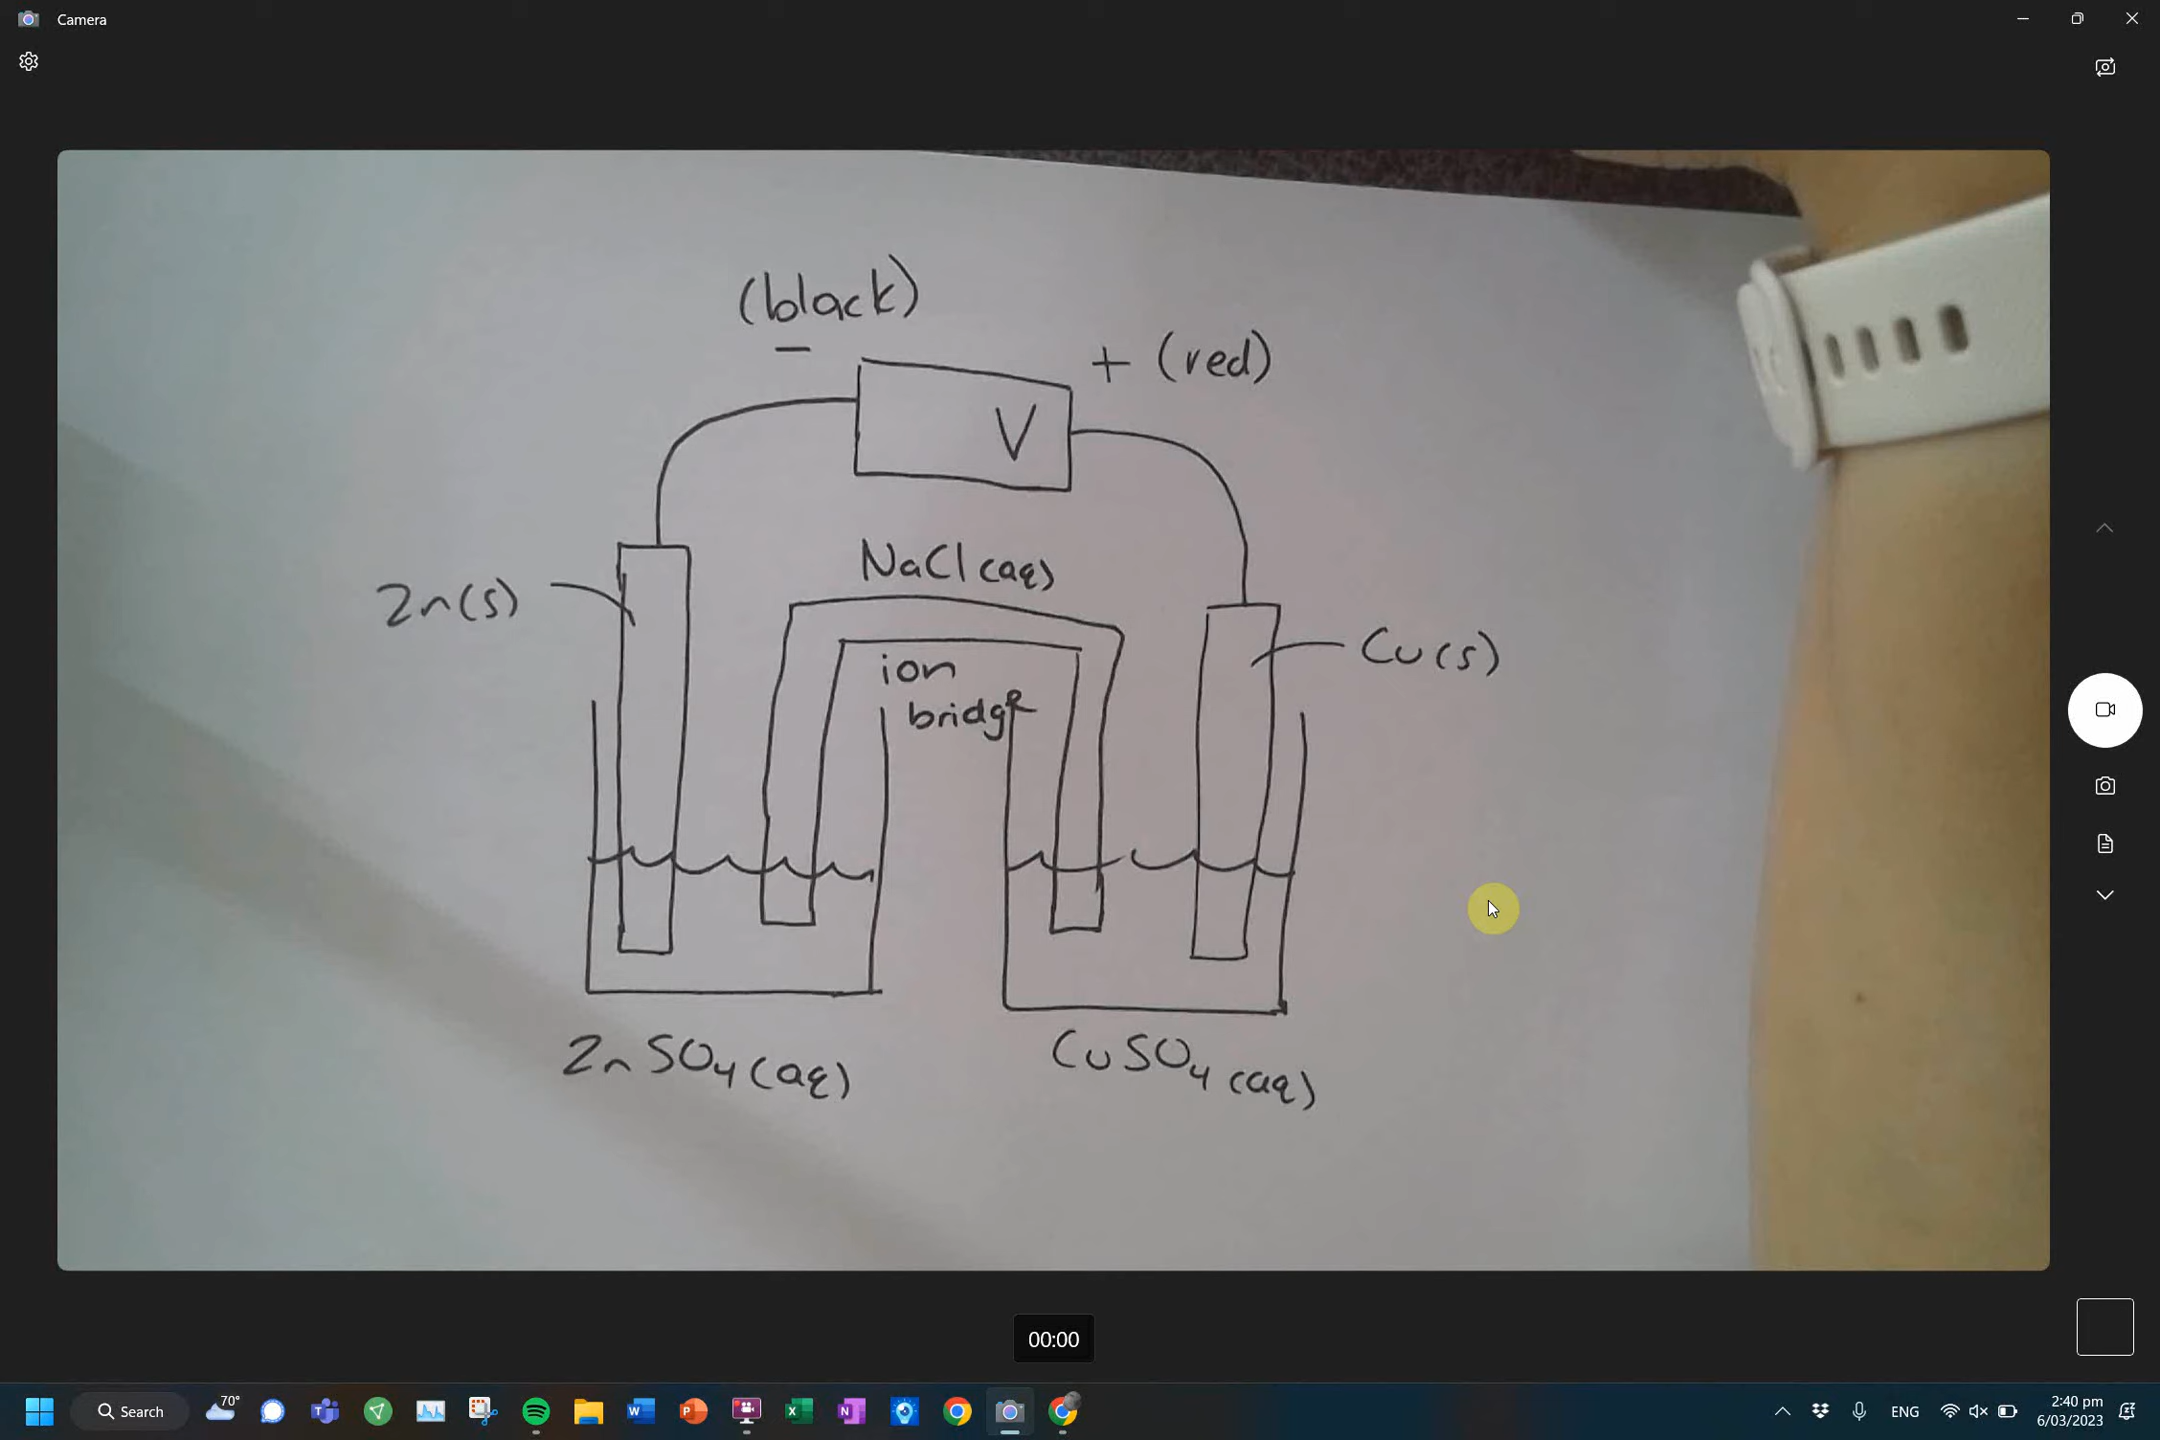 Camera
(black)
−
+ (red)
V
NaCl(aq)
Zn(s)
Cu(s)
ion
bridge
ZnSO₄(aq)
CuSO₄(aq)
00:00
70°
Search
ENG
2:40 pm
6/03/2023